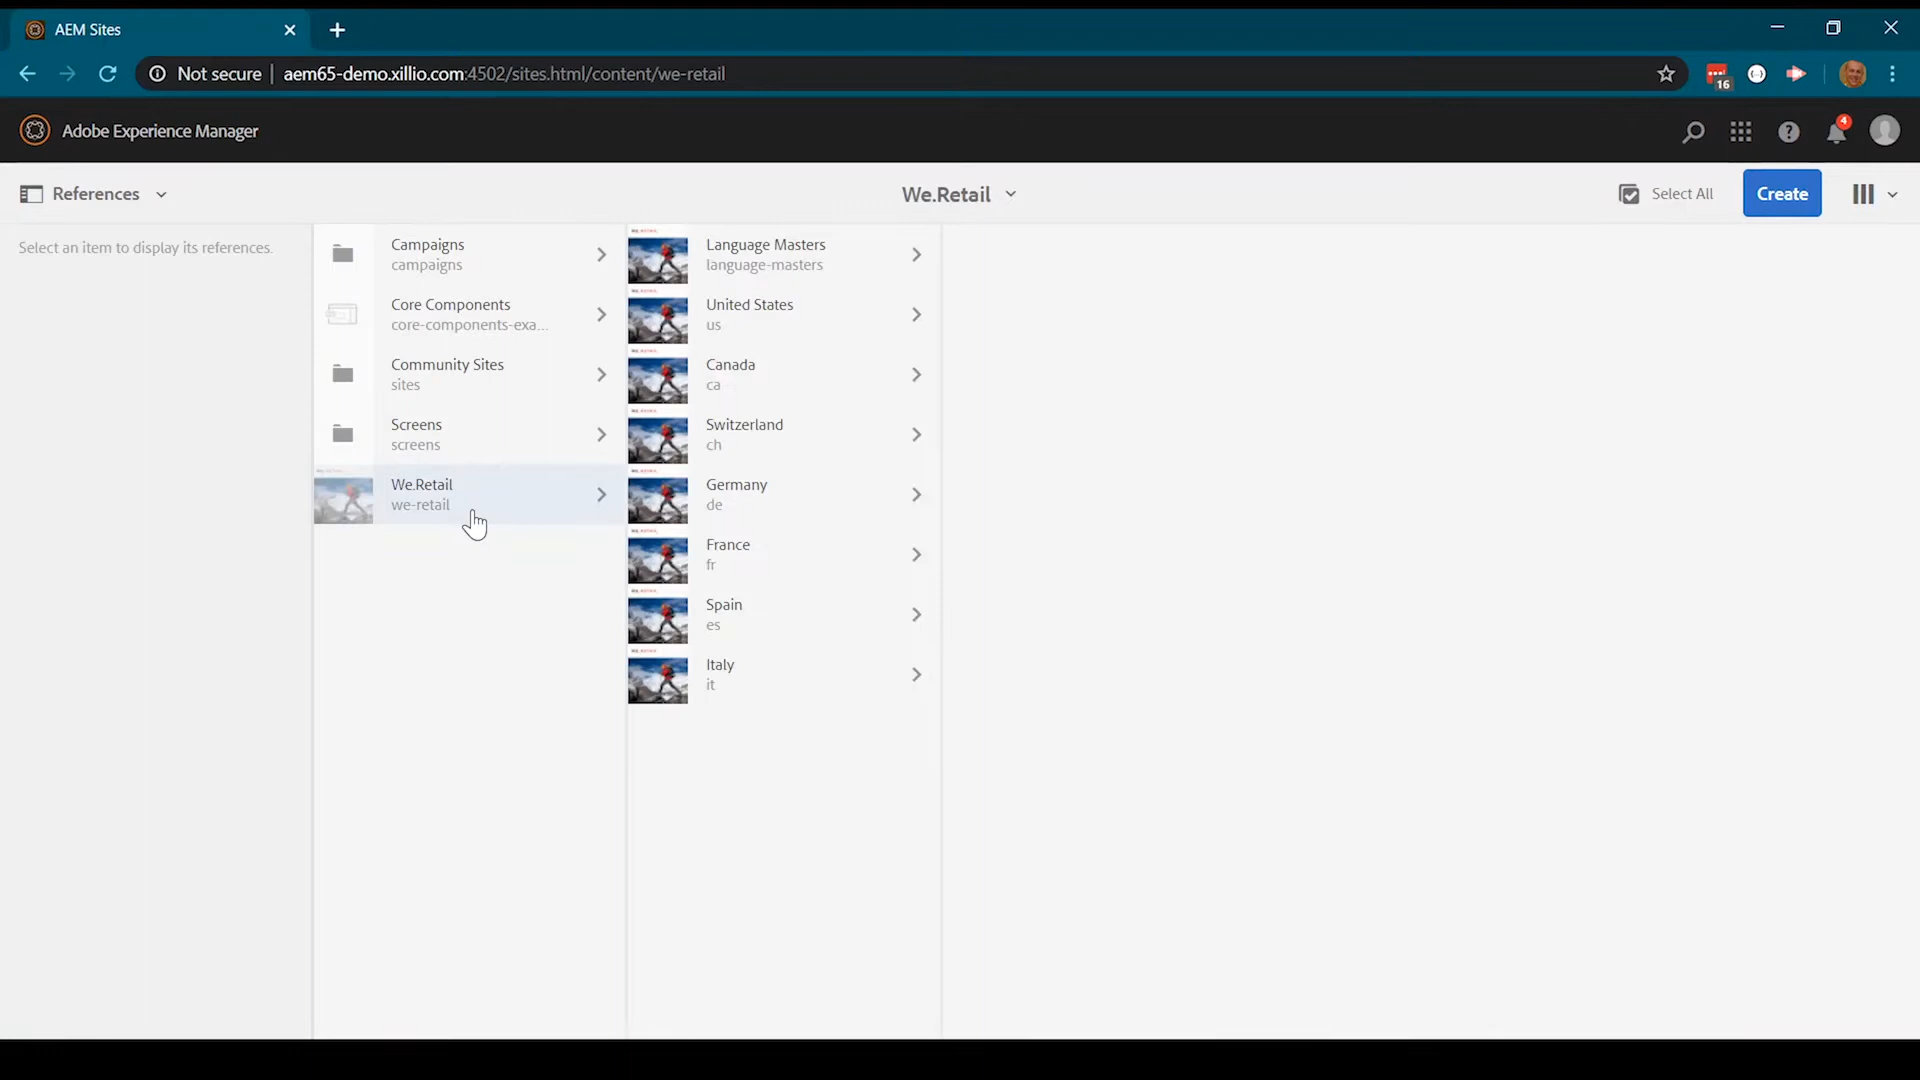 AEM Sites
Not secure | aem65-demo.xillio.com:4502/sites.html/content/we-retail
16
Adobe Experience Manager
4
References
We.Retail
Select All
Create
Select an item to display its references.
Campaigns
campaigns
Core Components
core-components-exa...
Community Sites
sites
Screens
screens
We.Retail
we-retail
Language Masters
language-masters
United States
us
Canada
ca
Switzerland
ch
Germany
de
France
fr
Spain
es
Italy
it